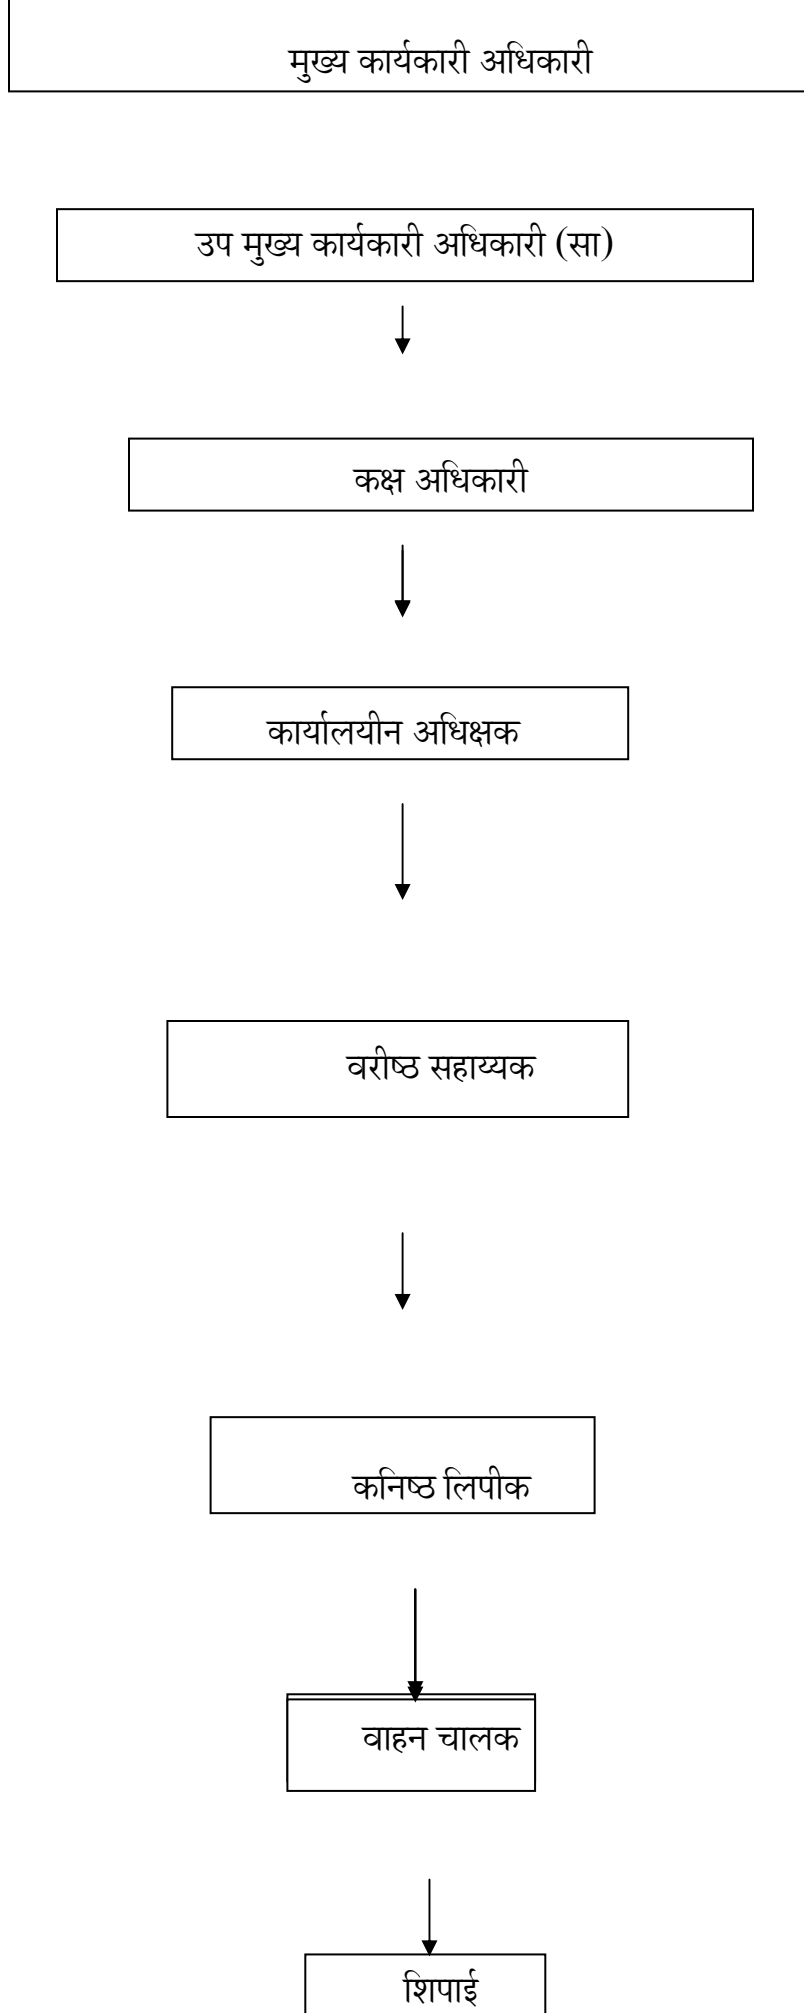 मुख्य कार्यकारी अधिकारी
उप मुख्य कार्यकारी अधिकारी (सा)
कक्ष अधिकारी
कार्यालयीन अधिक्षक
वरीष्ठ सहाय्यक
कनिष्ठ लिपीक
वाहन चालक
शिपाई